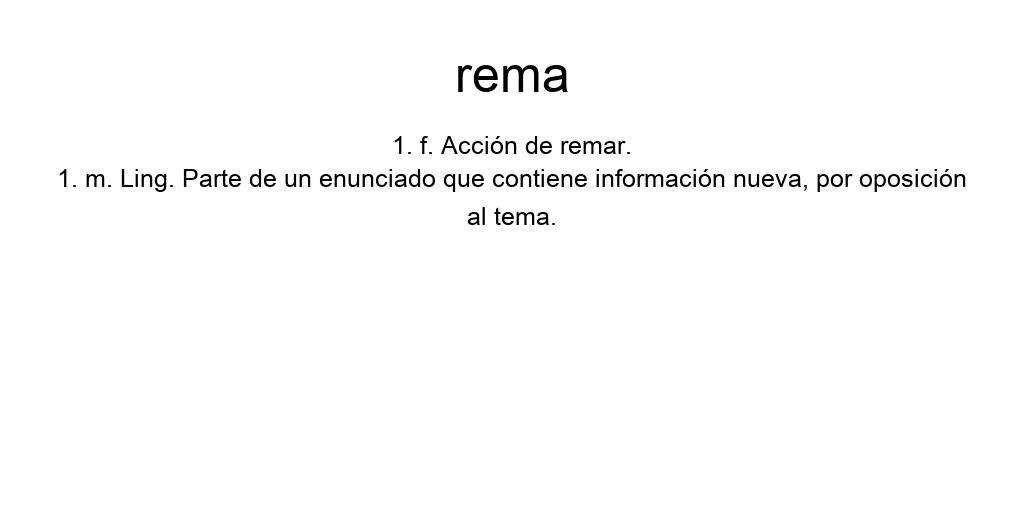 rema
1. f. Acción de remar.
1. m. Ling. Parte de un enunciado que contiene información nueva, por oposición
al tema.